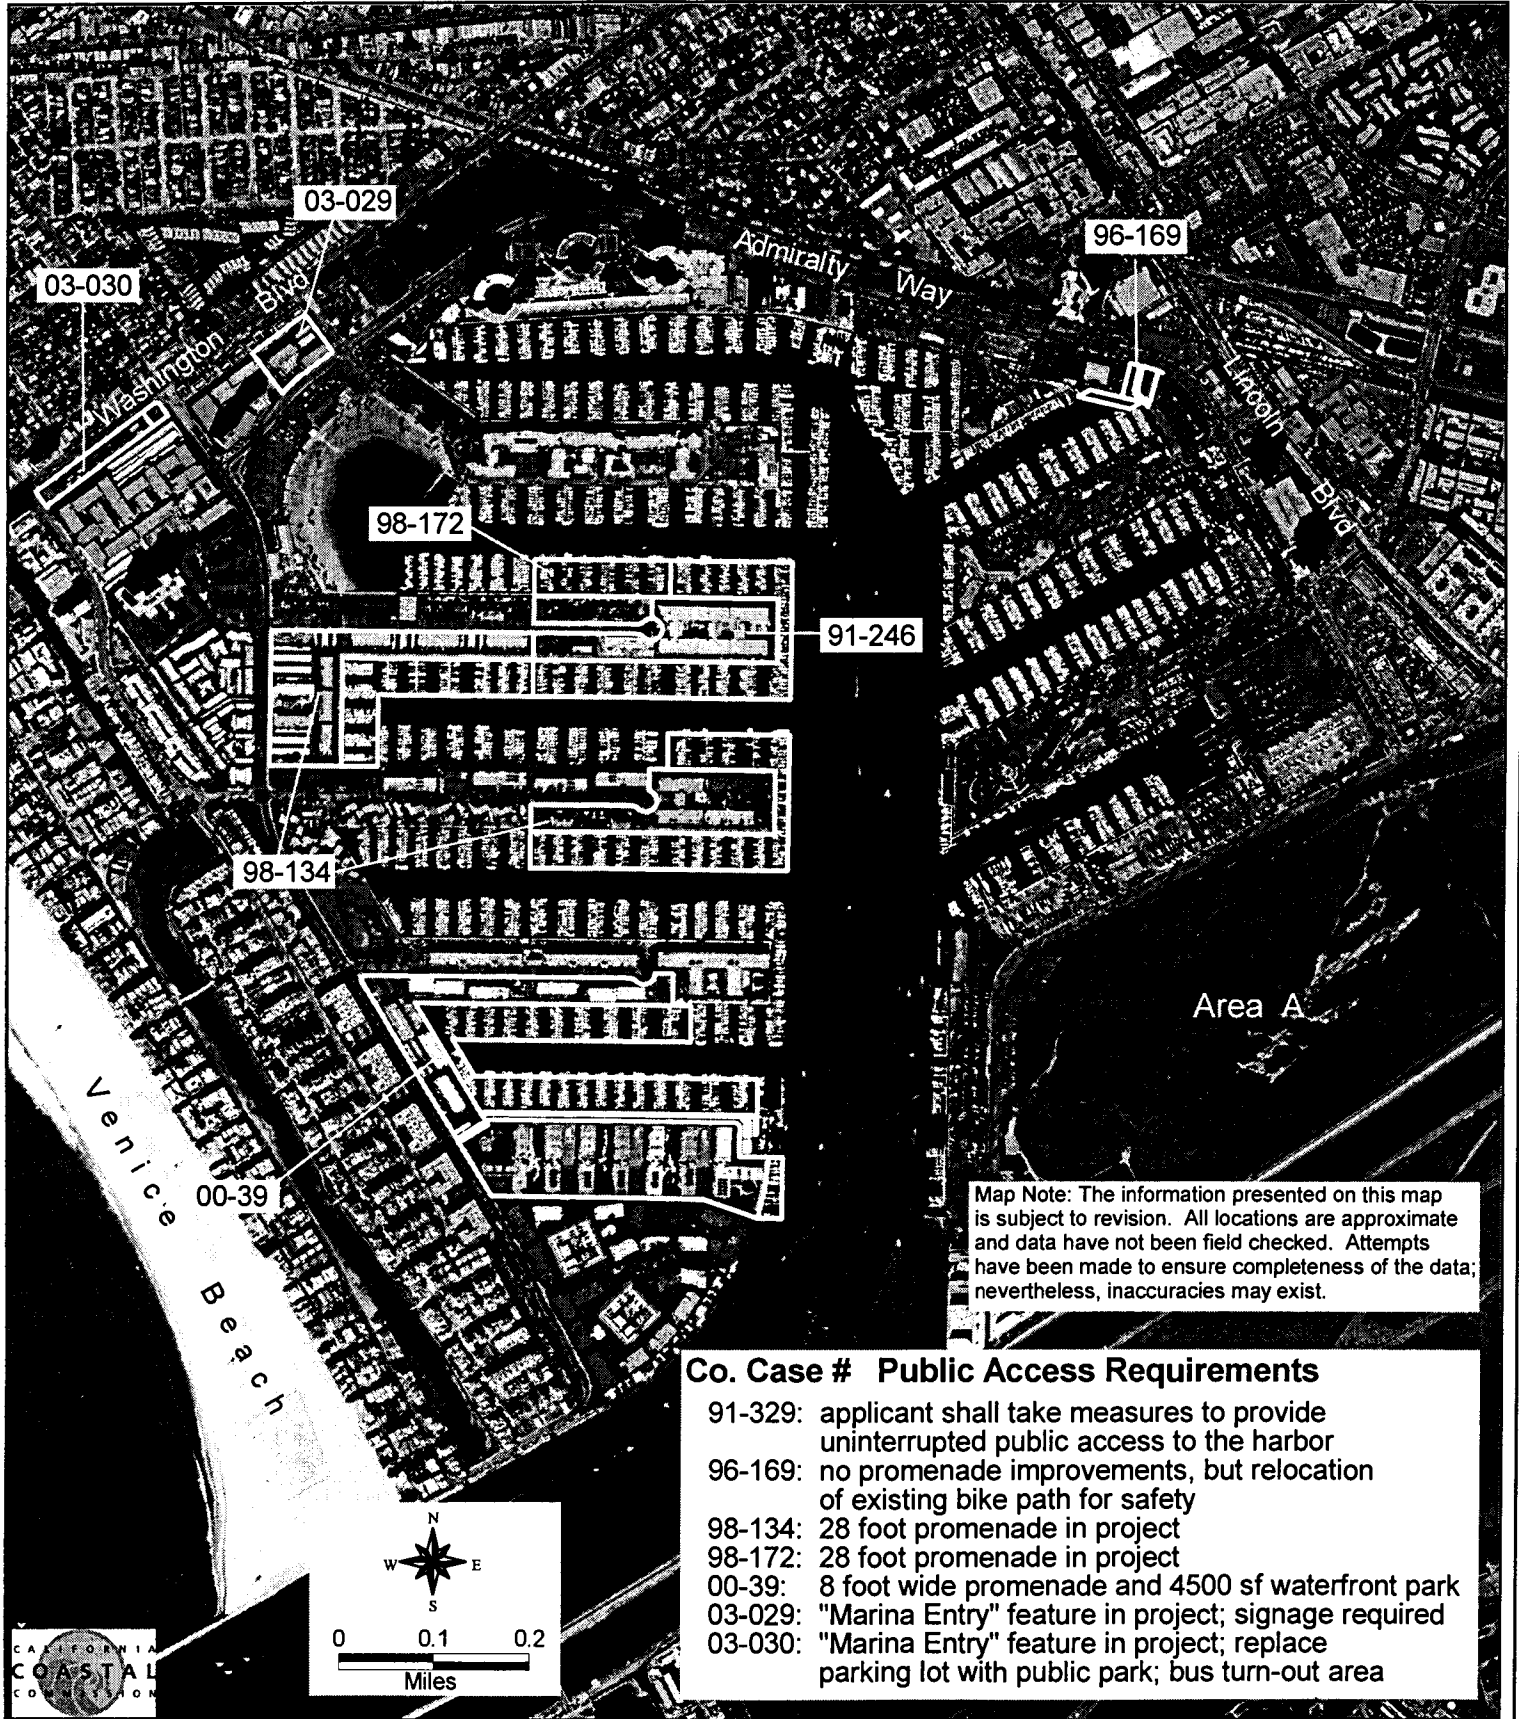 03-029
96-169
03-030
Admiralty Way
Washington Blvd
Lincoln Blvd
98-172
91-246
98-134
Area A
00-39
Venice Beach
Map Note: The information presented on this map
is subject to revision. All locations are approximate
and data have not been field checked. Attempts
have been made to ensure completeness of the data;
nevertheless, inaccuracies may exist.
Co. Case # Public Access Requirements
91-329: applicant shall take measures to provide
uninterrupted public access to the harbor
96-169: no promenade improvements, but relocation
of existing bike path for safety
98-134: 28 foot promenade in project
98-172: 28 foot promenade in project
00-39: 8 foot wide promenade and 4500 sf waterfront park
03-029: "Marina Entry" feature in project; signage required
03-030: "Marina Entry" feature in project; replace
parking lot with public park; bus turn-out area
N
W E
S
0 0.1 0.2
Miles
CALIFORNIA
COASTAL
COMMISSION